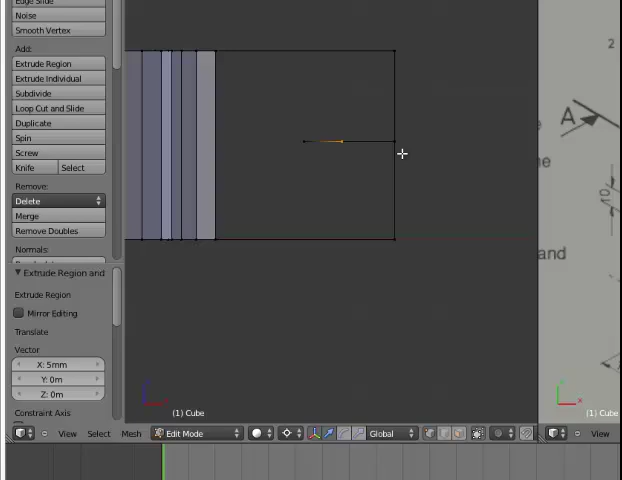 Noise
Smooth Vertex
Add:
Extrude Region
Extrude Individual
Subdivide
Loop Cut and Slide
Duplicate
Spin
Screw
Knife
Select
Remove:
Delete
Merge
Remove Doubles
Normals:
Extrude Region and
Extrude Region
Mirror Editing
Translate
Vector
X: 5mm
Y: 0m
Z: 0m
Constraint Axis
(1) Cube
View
Select
Mesh
Edit Mode
Global
2
A
and
(1) Cube
View